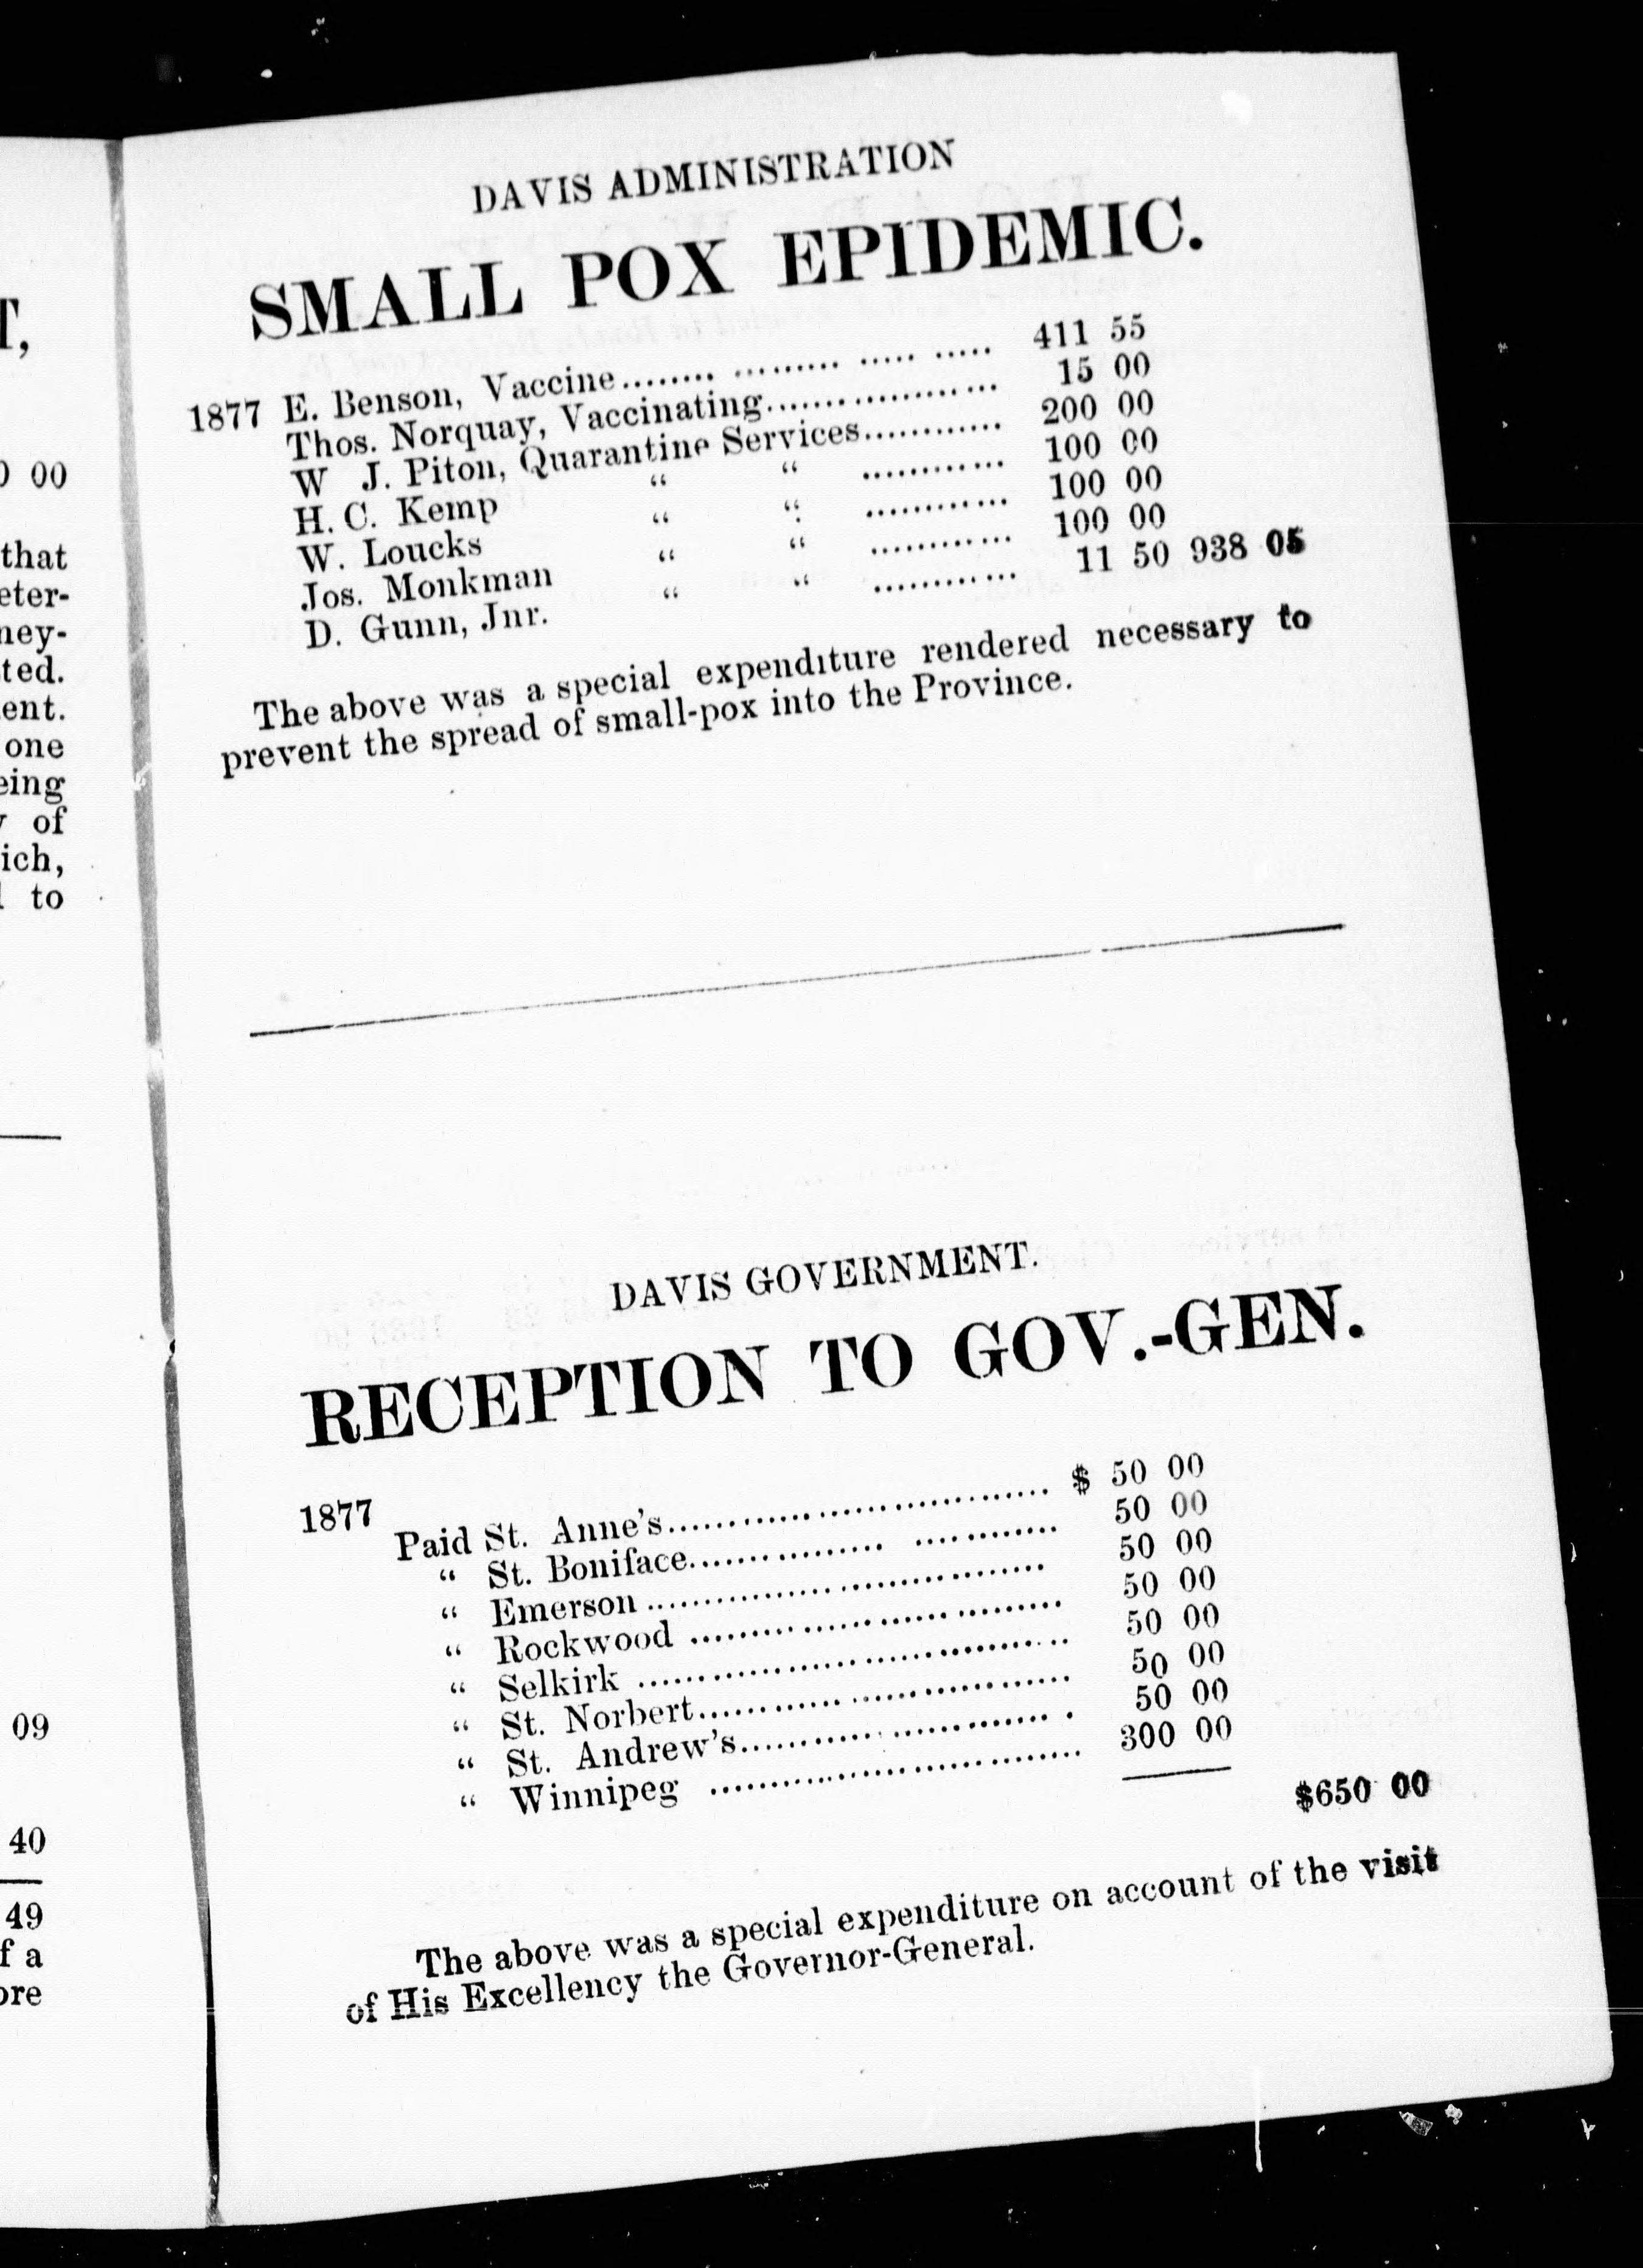 T,
0 00
that
eter-
ney-
ted.
ent.
one
eing
of
ich,
to
09
40
49
f a
ore
DAVIS ADMINISTRATION
SMALL POX EPIDEMIC.
1877 E. Benson, Vaccine........ ......... ..... ..... 411 55
Thos. Norquay, Vaccinating.................... 15 00
W J. Piton, Quarantine Services............ 200 00
H. C. Kemp “ “ ............ 100 00
W. Loucks “ “ ............ 100 00
Jos. Monkman “ “ ............ 100 00
D. Gunn, Jnr. “ “ ............ 11 50 938 05
The above was a special expenditure rendered necessary to
prevent the spread of small-pox into the Province.
DAVIS GOVERNMENT.
RECEPTION TO GOV.-GEN.
1877
Paid St. Anne's.................................... $ 50 00
“ St. Boniface................ ............ 50 00
“ Emerson .................................... 50 00
“ Rockwood .................................. 50 00
“ Selkirk ...................................... 50 00
“ St. Norbert.................................. 50 00
“ St. Andrew's............................... . 50 00
“ Winnipeg .................................. 300 00
$650 00
The above was a special expenditure on account of the visit
of His Excellency the Governor-General.